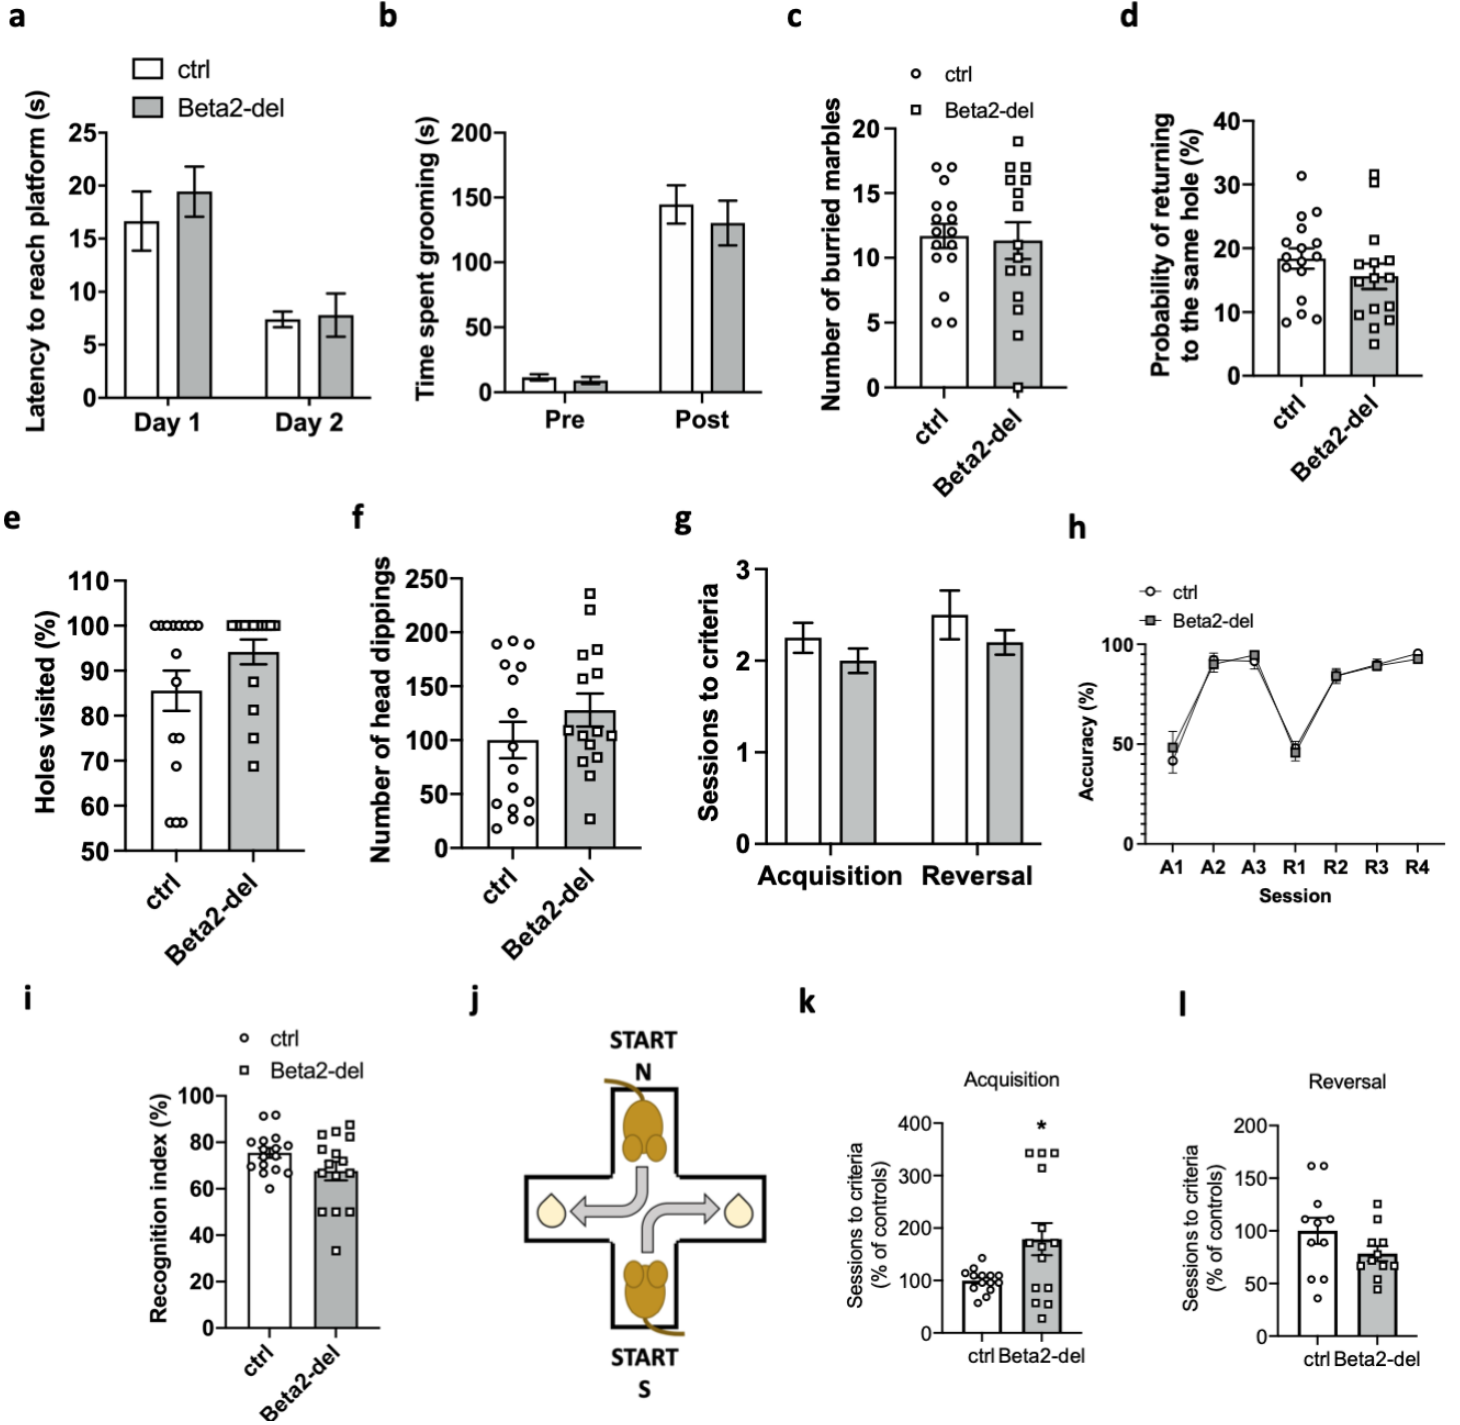 a
ctrl
Beta2-del
Latency to reach platform (s)
25
20
15
10
5
0
Day 1
Day 2
b
Time spent grooming (s)
200
150
100
50
0
Pre
Post
c
ctrl
Beta2-del
Number of burried marbles
20
15
10
5
0
ctrl
Beta2-del
d
Probability of returning
to the same hole (%)
40
30
20
10
0
ctrl
Beta2-del
e
Holes visited (%)
110
100
90
80
70
60
50
ctrl
Beta2-del
f
Number of head dippings
250
200
150
100
50
0
ctrl
Beta2-del
g
Sessions to criteria
3
2
1
0
Acquisition
Reversal
h
ctrl
Beta2-del
Accuracy (%)
100
50
0
A1 A2 A3 R1 R2 R3 R4
Session
i
ctrl
Beta2-del
Recognition index (%)
100
80
60
40
20
0
ctrl
Beta2-del
j
START
N
START
S
k
Acquisition
Sessions to criteria
(% of controls)
400
300
200
100
0
*
ctrl Beta2-del
l
Reversal
Sessions to criteria
(% of controls)
200
150
100
50
0
ctrl Beta2-del